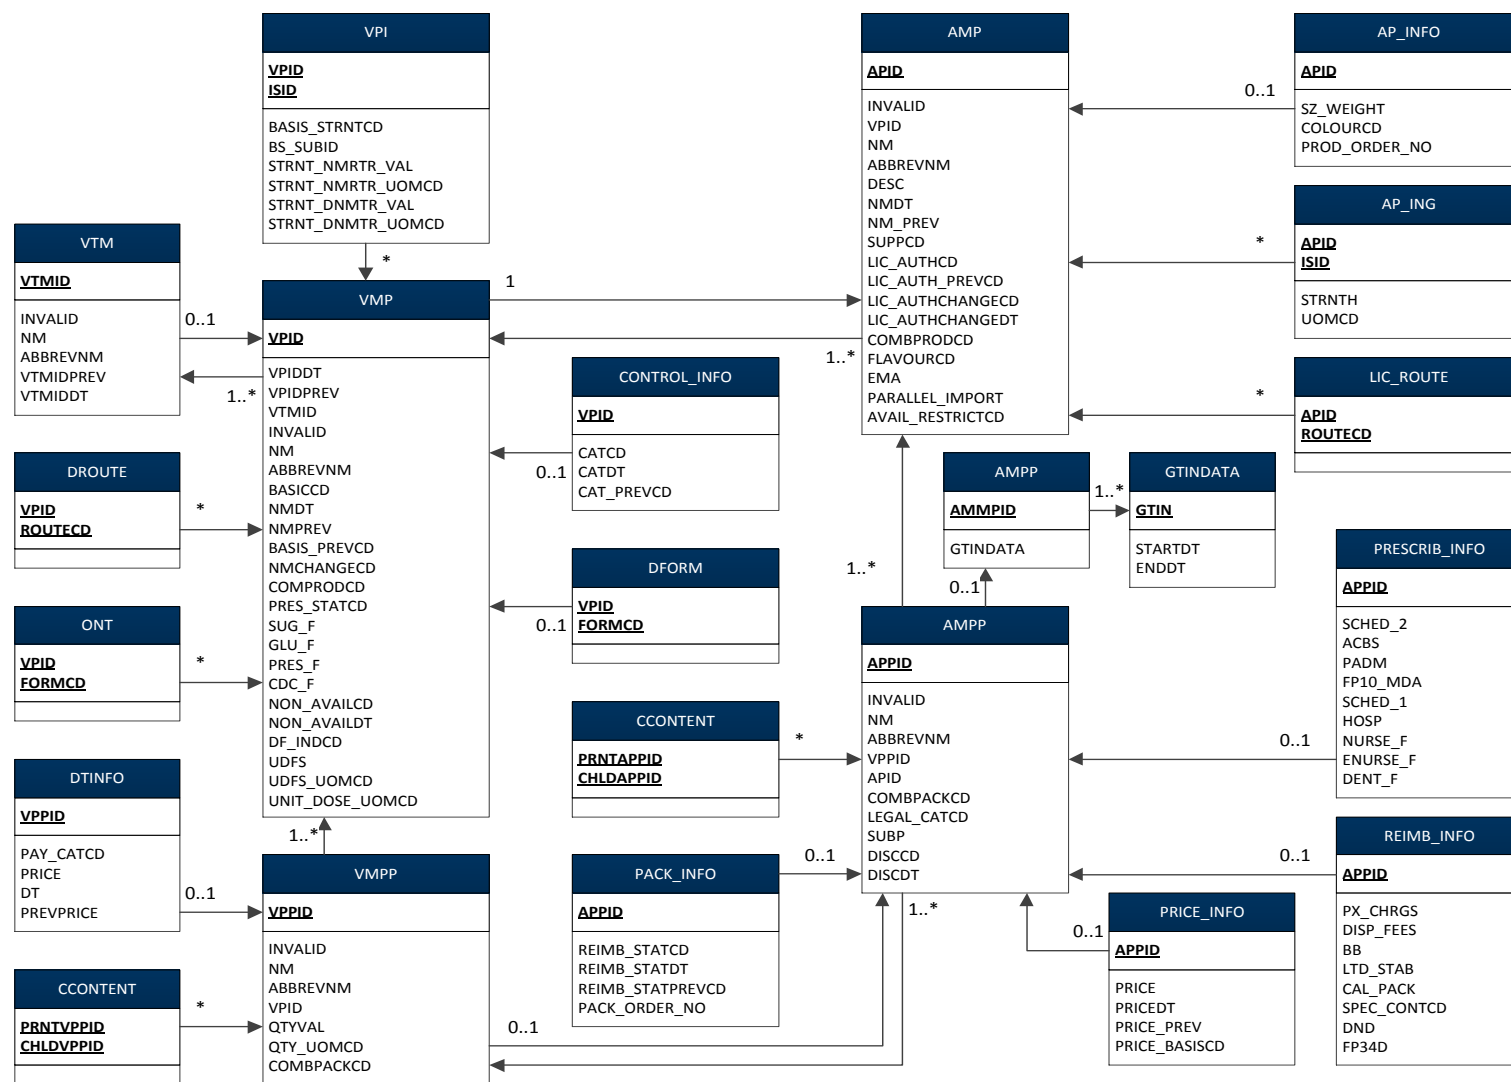 VPI
VPID
ISID
BASIS_STRNTCD
BS_SUBID
STRNT_NMRTR_VAL
STRNT_NMRTR_UOMCD
STRNT_DNMTR_VAL
STRNT_DNMTR_UOMCD
*
AMP
APID
INVALID
VPID
NM
ABBREVNM
DESC
NMDT
NM_PREV
SUPPCD
LIC_AUTHCD
LIC_AUTH_PREVCD
LIC_AUTHCHANGECD
LIC_AUTHCHANGEDT
COMBPRODCD
FLAVOURCD
EMA
PARALLEL_IMPORT
AVAIL_RESTRICTCD
AP_INFO
APID
SZ_WEIGHT
COLOURCD
PROD_ORDER_NO
0..1
AP_ING
APID
ISID
STRNTH
UOMCD
*
LIC_ROUTE
APID
ROUTECD
*
VTM
VTMID
INVALID
NM
ABBREVNM
VTMIDPREV
VTMIDDT
0..1
1..*
VMP
VPID
VPIDDT
VPIDPREV
VTMID
INVALID
NM
ABBREVNM
BASICCD
NMDT
NMPREV
BASIS_PREVCD
NMCHANGECD
COMPRODCD
PRES_STATCD
SUG_F
GLU_F
PRES_F
CDC_F
NON_AVAILCD
NON_AVAILDT
DF_INDCD
UDFS
UDFS_UOMCD
UNIT_DOSE_UOMCD
1
1..*
CONTROL_INFO
VPID
CATCD
CATDT
CAT_PREVCD
0..1
DROUTE
VPID
ROUTECD
*
AMPP
AMMPID
GTINDATA
1..*
GTINDATA
GTIN
STARTDT
ENDDT
DFORM
VPID
FORMCD
0..1
1..*
0..1
PRESCRIB_INFO
APPID
SCHED_2
ACBS
PADM
FP10_MDA
SCHED_1
HOSP
NURSE_F
ENURSE_F
DENT_F
0..1
ONT
VPID
FORMCD
*
AMPP
APPID
INVALID
NM
ABBREVNM
VPPID
APID
COMBPACKCD
LEGAL_CATCD
SUBP
DISCCD
DISCDT
CCONTENT
PRNTAPPID
CHLDAPPID
*
DTINFO
VPPID
PAY_CATCD
PRICE
DT
PREVPRICE
0..1
1..*
VMPP
VPPID
INVALID
NM
ABBREVNM
VPID
QTYVAL
QTY_UOMCD
COMBPACKCD
PACK_INFO
APPID
REIMB_STATCD
REIMB_STATDT
REIMB_STATPREVCD
PACK_ORDER_NO
0..1
REIMB_INFO
APPID
PX_CHRGS
DISP_FEES
BB
LTD_STAB
CAL_PACK
SPEC_CONTCD
DND
FP34D
0..1
PRICE_INFO
APPID
PRICE
PRICEDT
PRICE_PREV
PRICE_BASISCD
0..1
1..*
0..1
CCONTENT
PRNTVPPID
CHLDVPPID
*